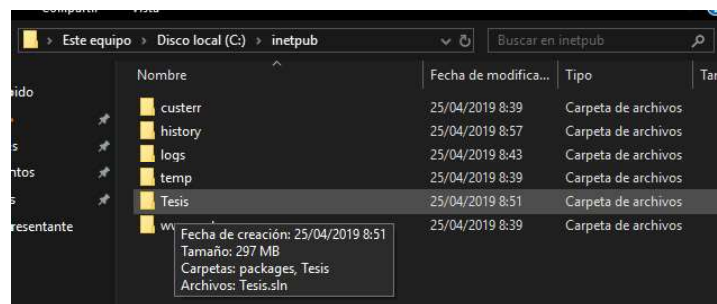 Compartir Vista
Este equipo > Disco local (C:) > inetpub
Buscar en inetpub
Nombre Fecha de modifica... Tipo
custerr 25/04/2019 8:39 Carpeta de archivos
history 25/04/2019 8:57 Carpeta de archivos
logs 25/04/2019 8:43 Carpeta de archivos
temp 25/04/2019 8:39 Carpeta de archivos
Tesis 25/04/2019 8:51 Carpeta de archivos
25/04/2019 8:39 Carpeta de archivos
Fecha de creación: 25/04/2019 8:51
Tamaño: 297 MB
Carpetas: packages, Tesis
Archivos: Tesis.sln